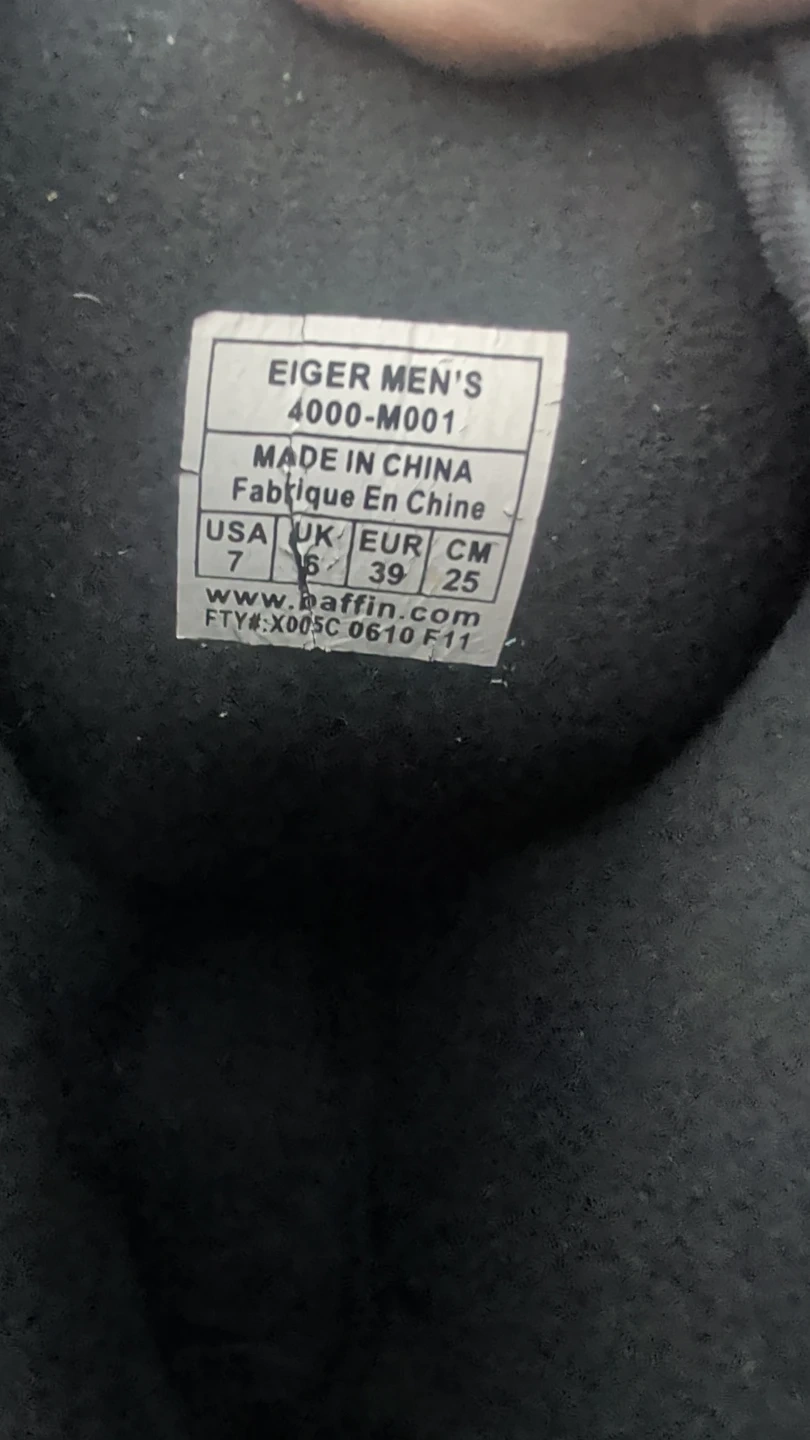 EIGER MEN'S
4000-M001
MADE IN CHINA
Fabrique En Chine
USA UK EUR CM
7 6 39 25
www.baffin.com
FTY#:X005C 0610 F11